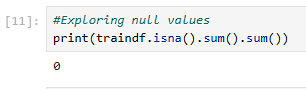 [11]:
#Exploring null values
print(traindf.isna().sum().sum())
0